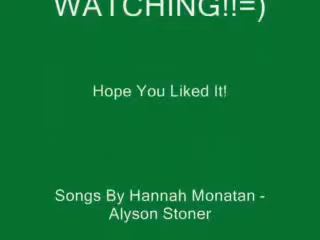 WATCHING!!=)
Hope You Liked It!
Songs By Hannah Monatan -
Alyson Stoner